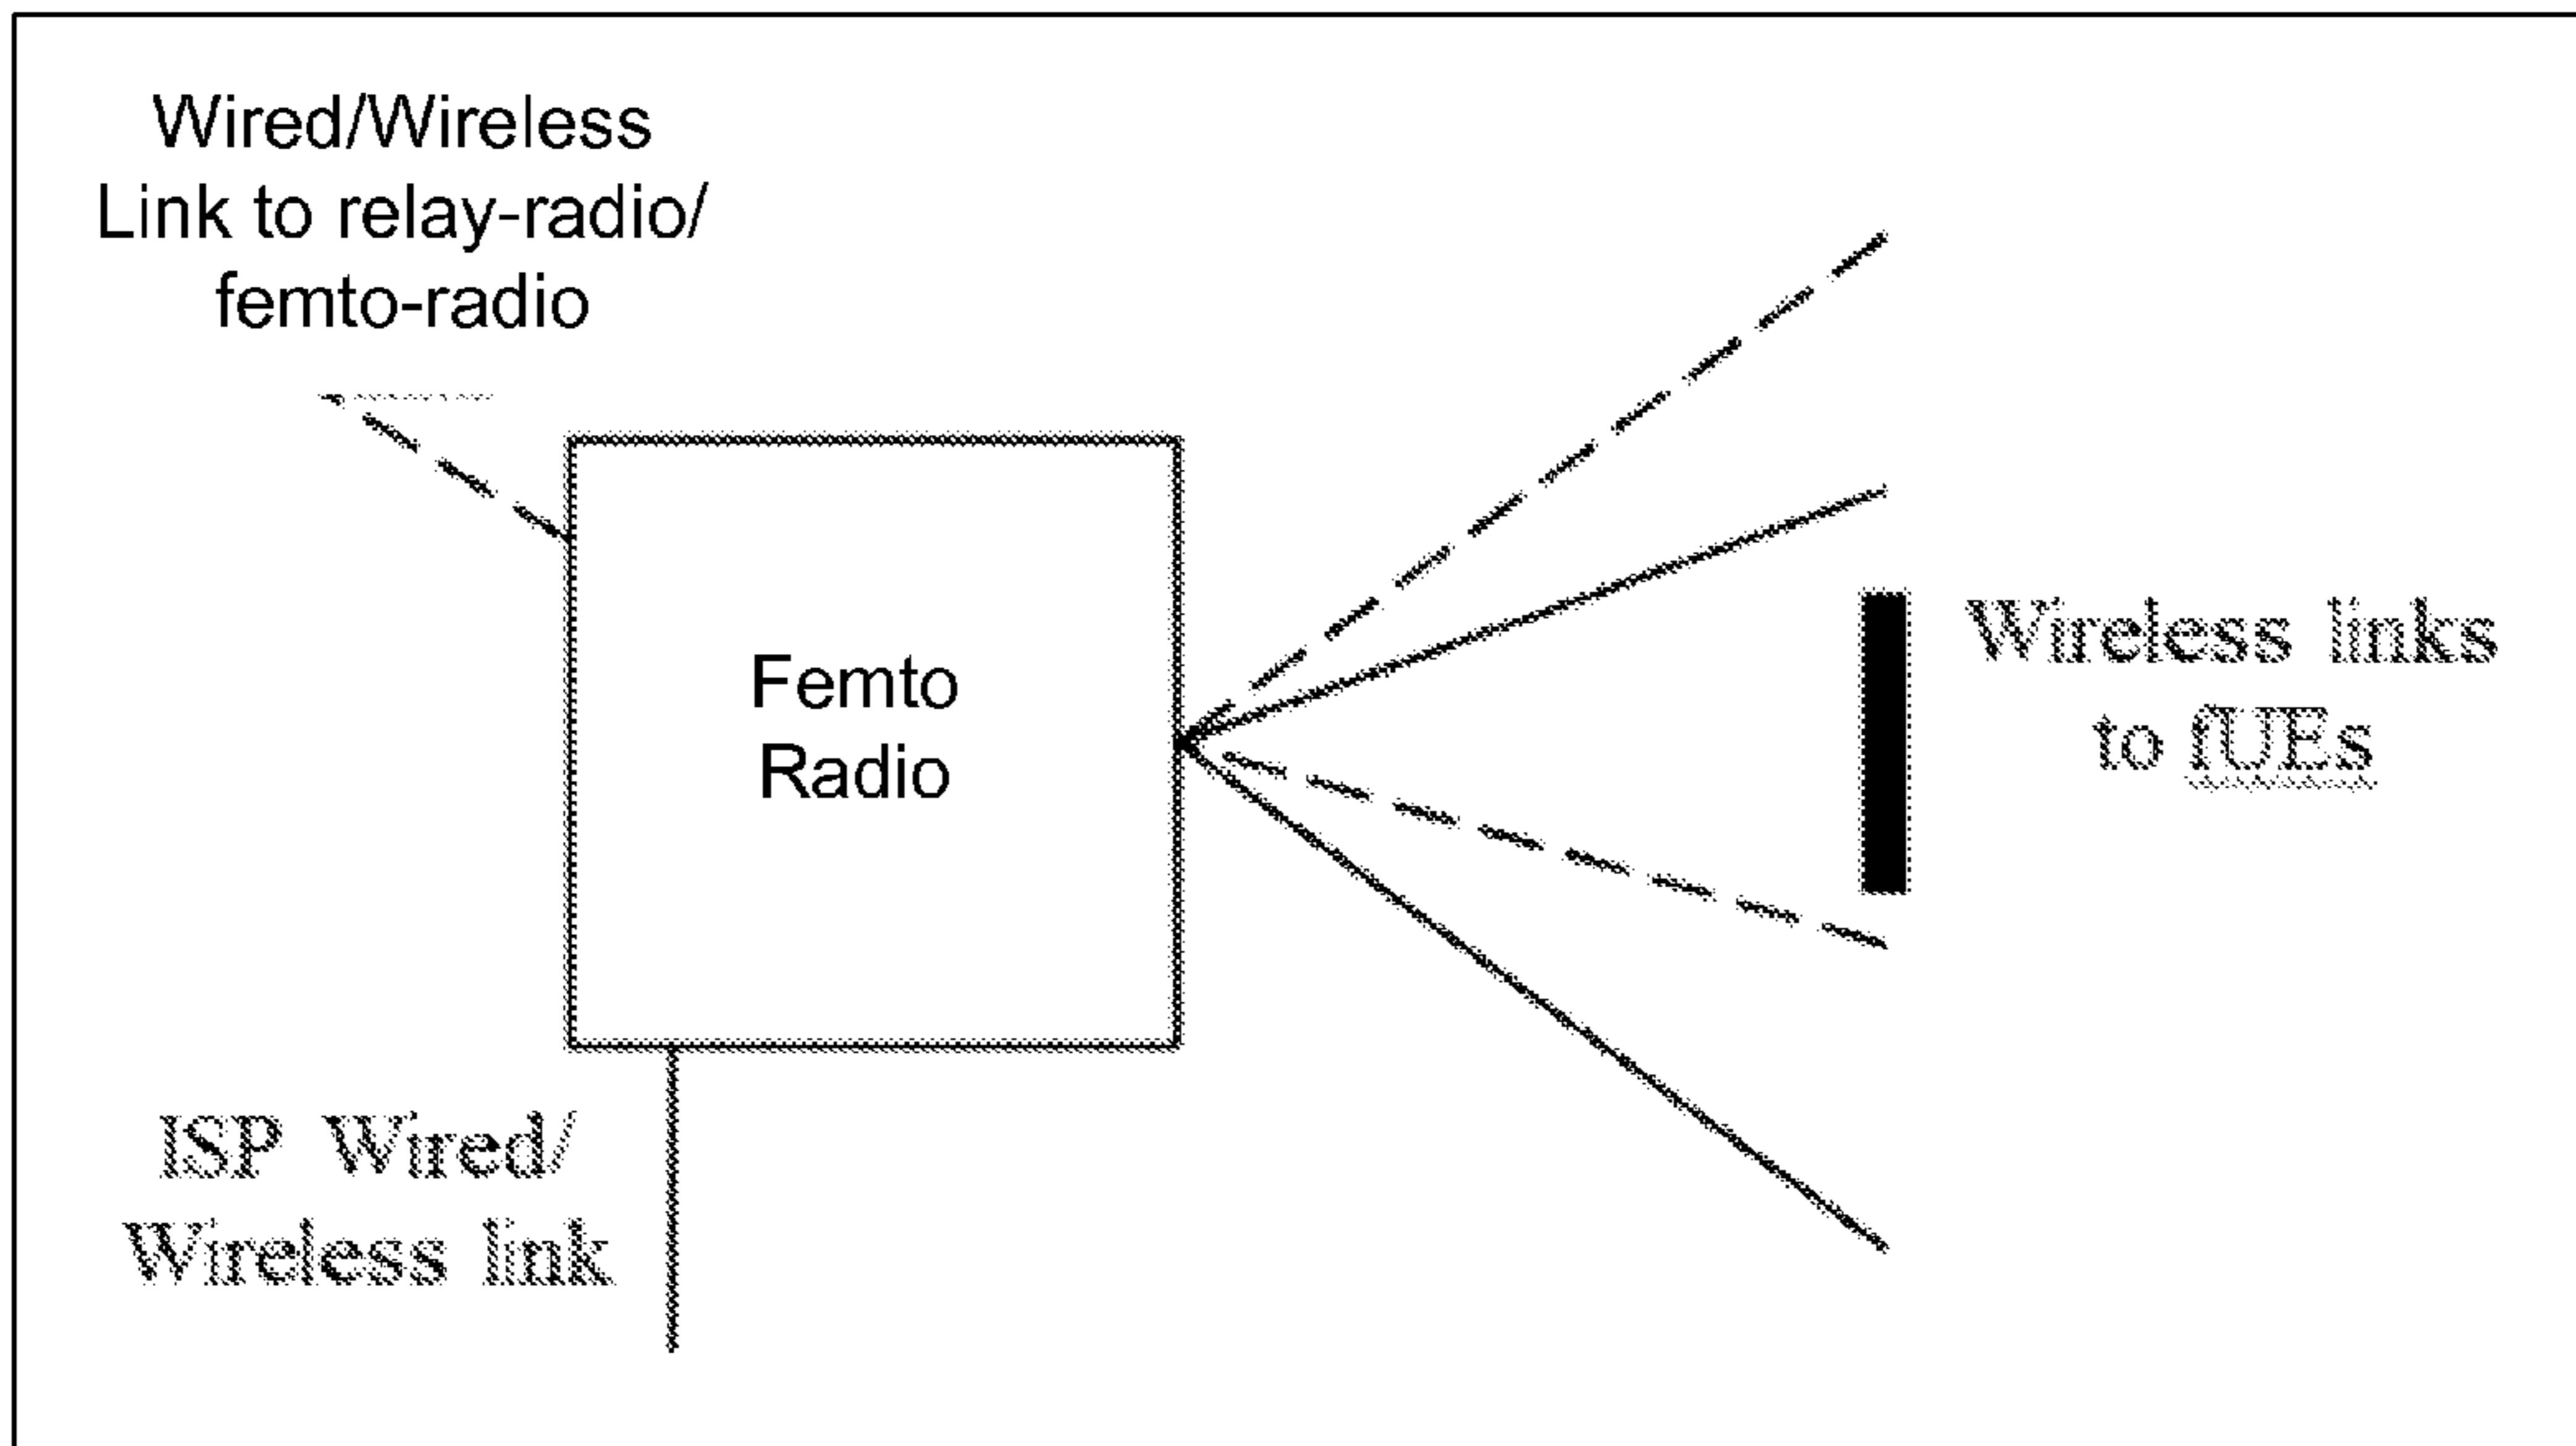 Wired/Wireless
Link to relay-radio/
femto-radio
Femto
Radio
Wireless links
to fUEs
ISP Wired/
Wireless link